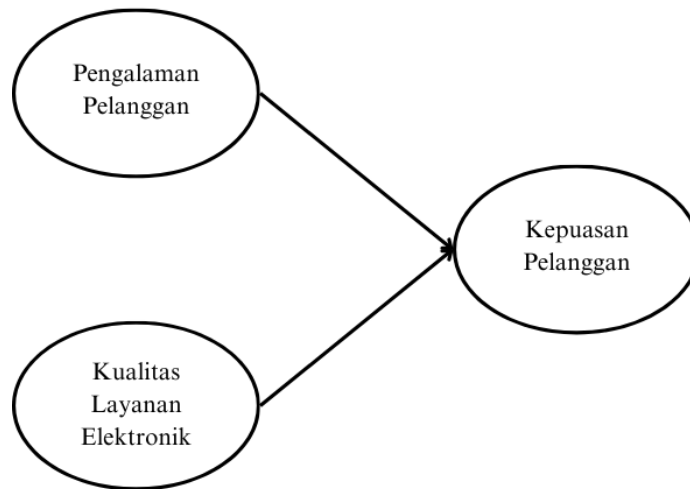 Pengalaman
Pelanggan
Kepuasan
Pelanggan
Kualitas
Layanan
Elektronik